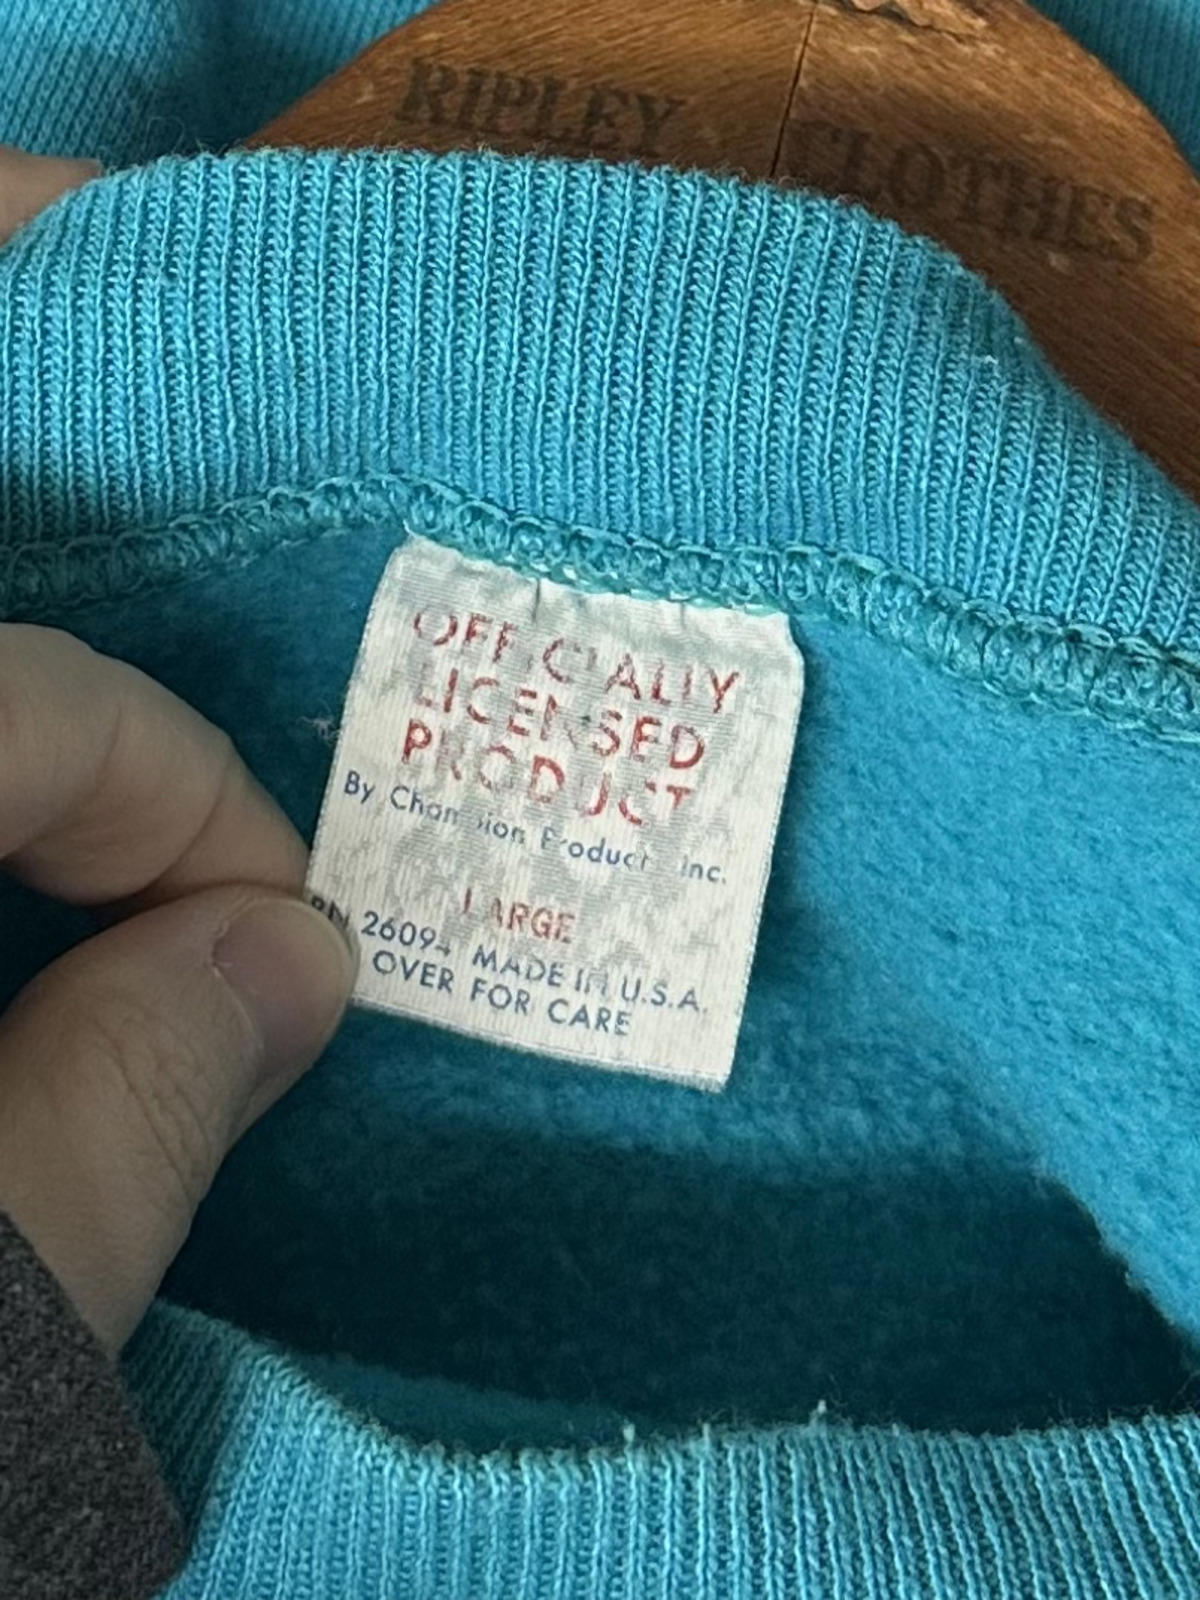 RIPLEY CLOTHES
OFFICIALLY
LICENSED
PRODUCT
By Champion Products Inc.
LARGE
RN 26094 MADE IN U.S.A.
OVER FOR CARE